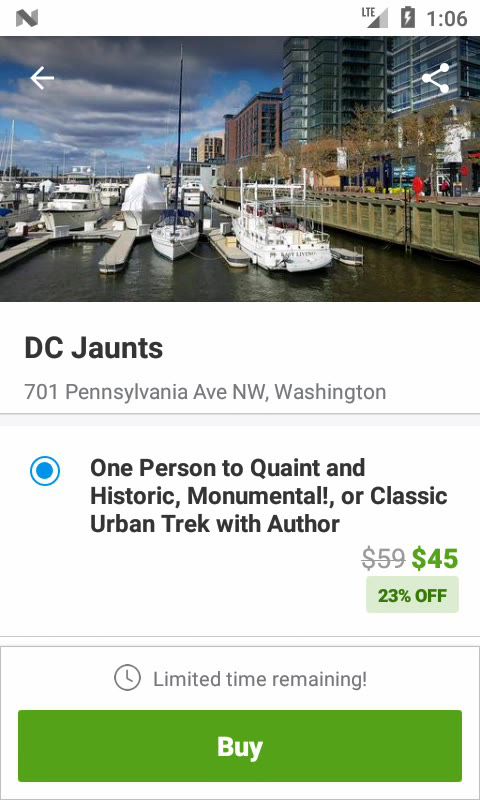 LTE
1:06
DC Jaunts
701 Pennsylvania Ave NW, Washington
One Person to Quaint and
Historic, Monumental!, or Classic
Urban Trek with Author
$59 $45
23% OFF
Limited time remaining!
Buy